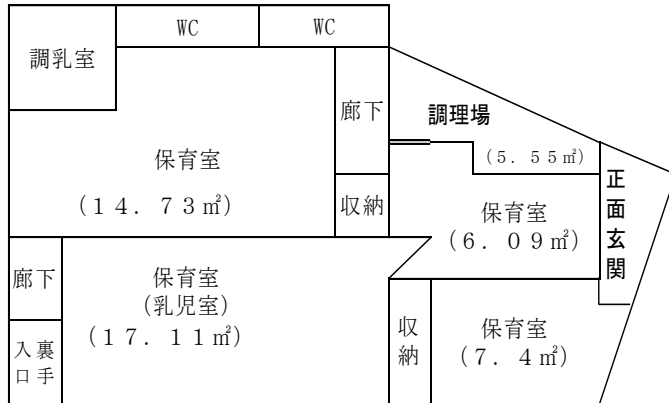 WC
WC
調乳室
廊下
調理場
(5.55㎡)
保育室
(14.73㎡)
収納
保育室
(6.09㎡)
正面玄関
廊下
保育室
(乳児室)
(17.11㎡)
裏手
入口
収納
保育室
(7.4㎡)